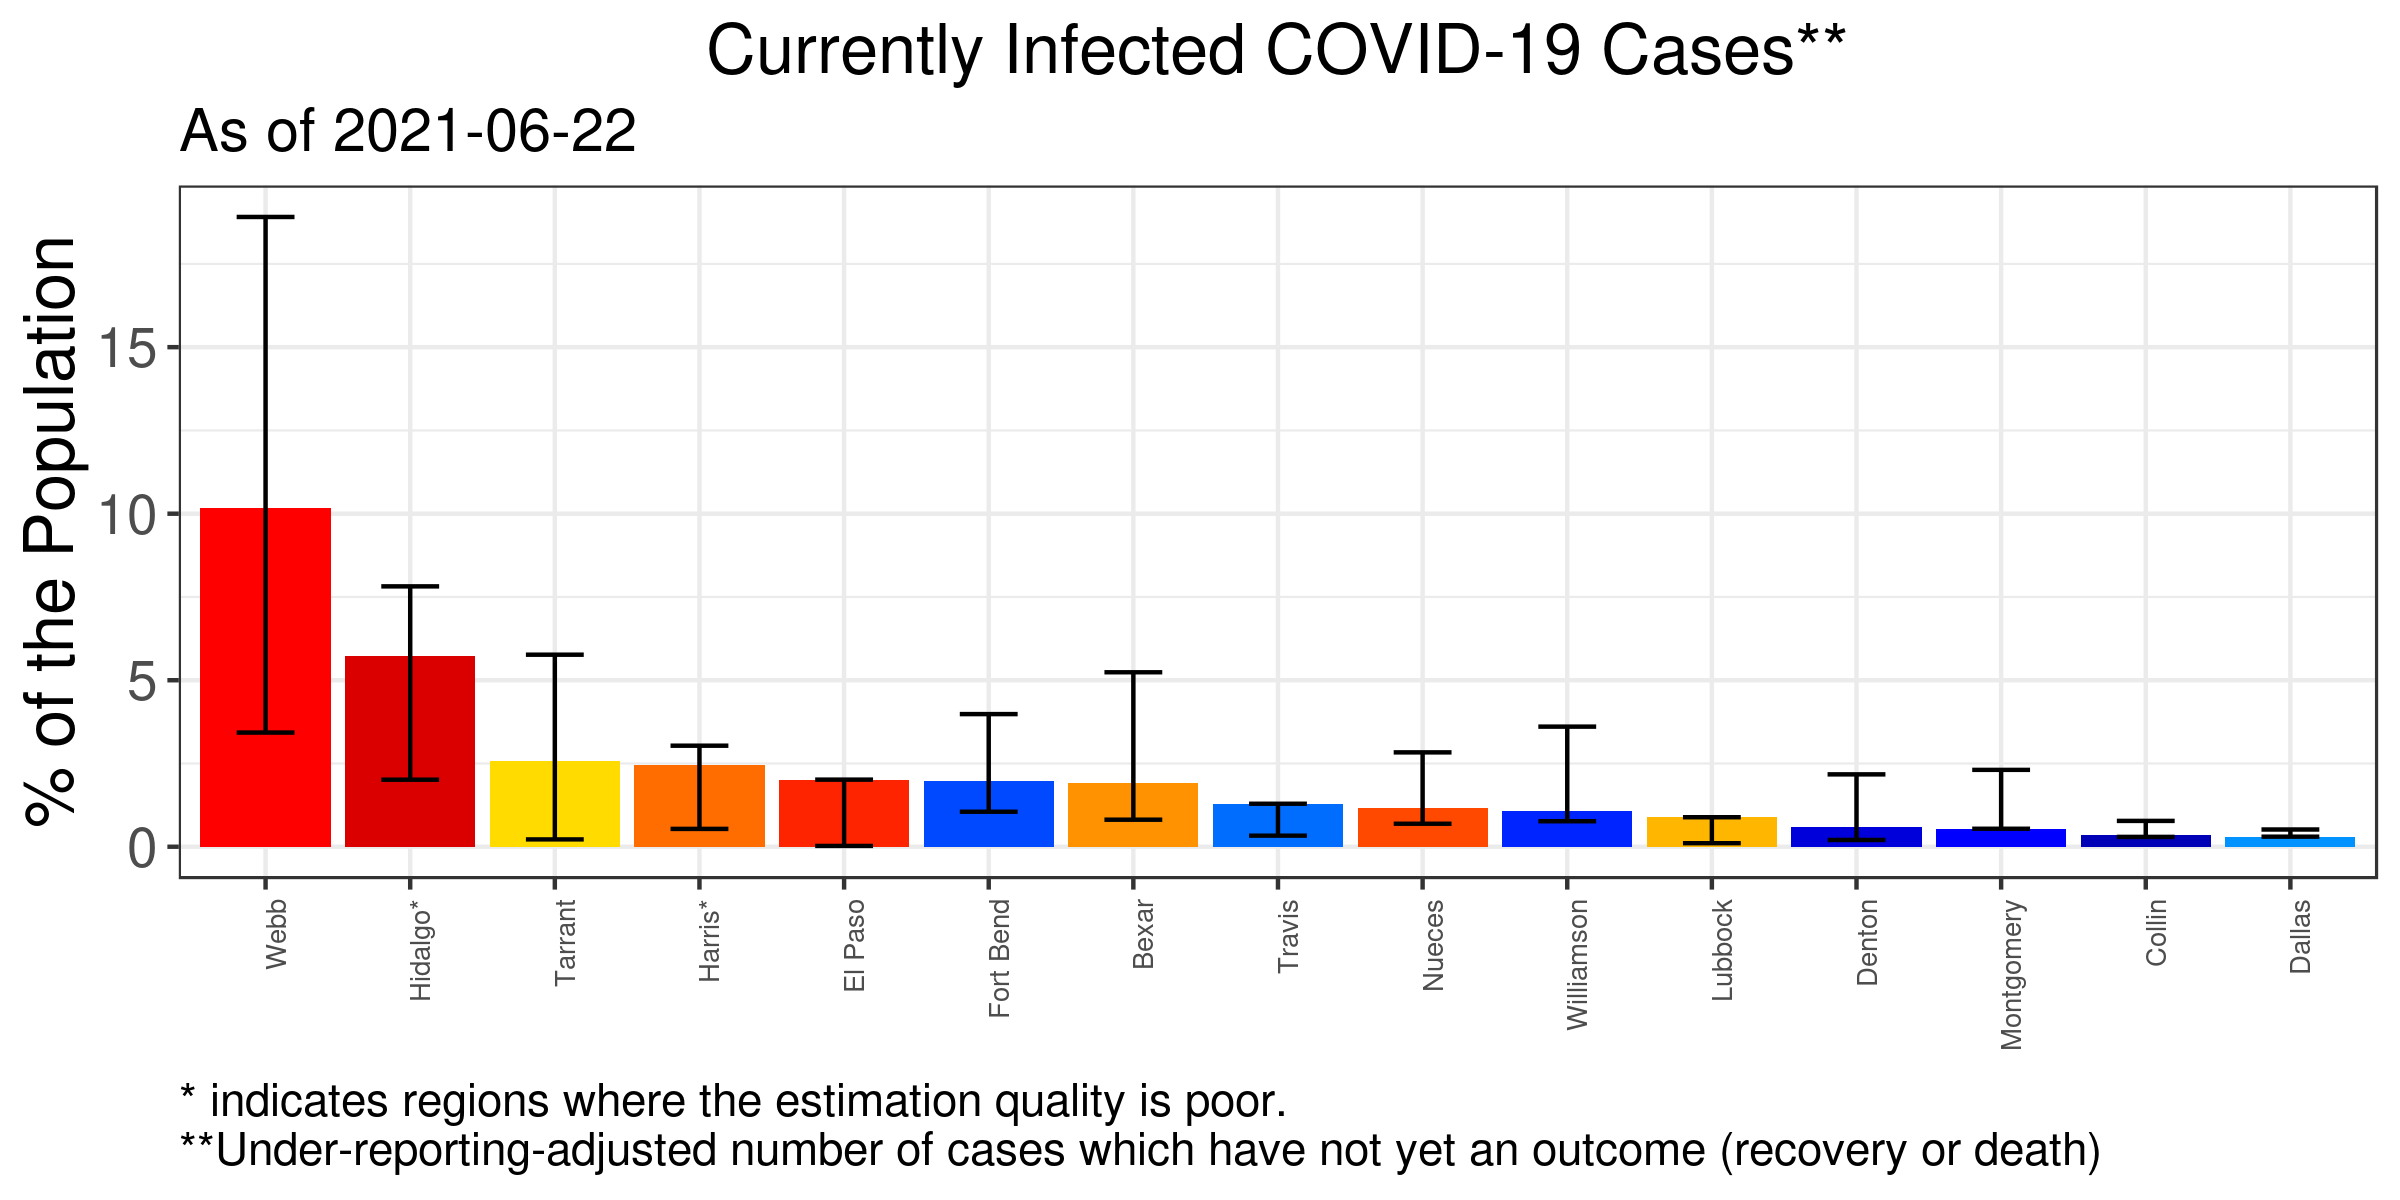 Currently Infected COVID-19 Cases**
As of 2021-06-22
% of the Population
15
10
5
0
Webb
Hidalgo*
Tarrant
Harris*
El Paso
Fort Bend
Bexar
Travis
Nueces
Williamson
Lubbock
Denton
Montgomery
Collin
Dallas
* indicates regions where the estimation quality is poor.
**Under-reporting-adjusted number of cases which have not yet an outcome (recovery or death)